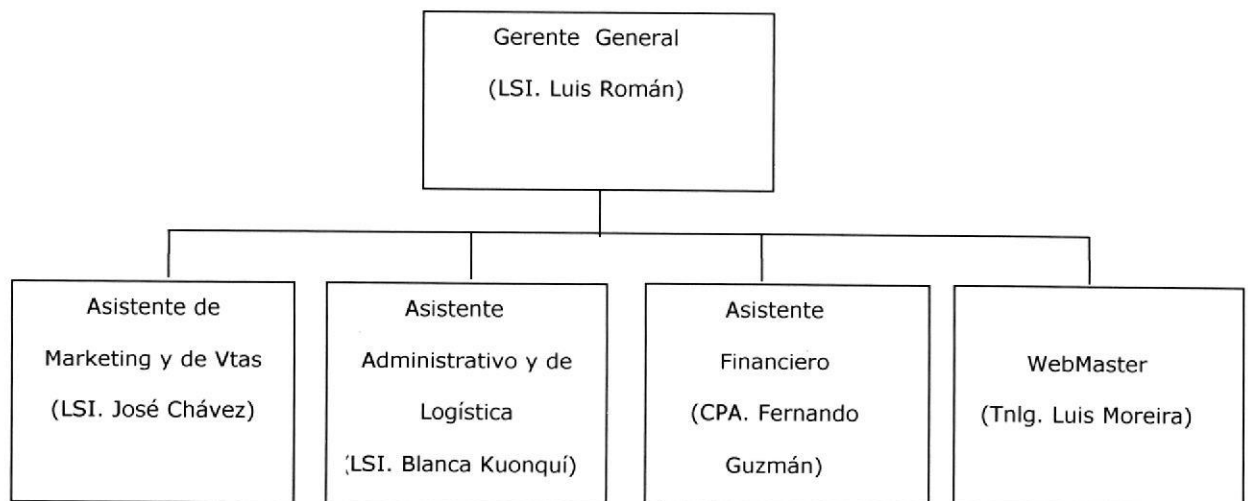 Gerente General
(LSI. Luis Román)
Asistente de
Marketing y de Vtas
(LSI. José Chávez)
Asistente
Administrativo y de
Logística
(LSI. Blanca Kuonquí)
Asistente
Financiero
(CPA. Fernando
Guzmán)
WebMaster
(Tnlg. Luis Moreira)